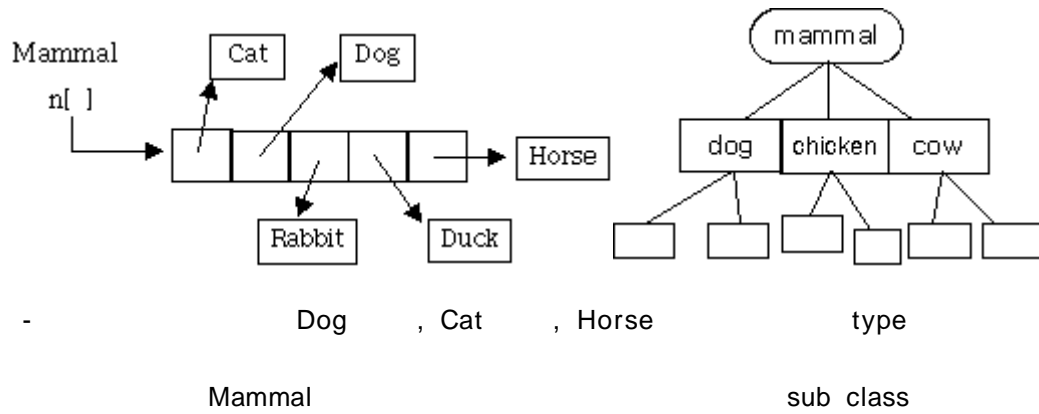 Mammal
n[ ]
Cat
Dog
Horse
Rabbit
Duck
mammal
dog chicken cow
- Dog , Cat , Horse type
Mammal sub class